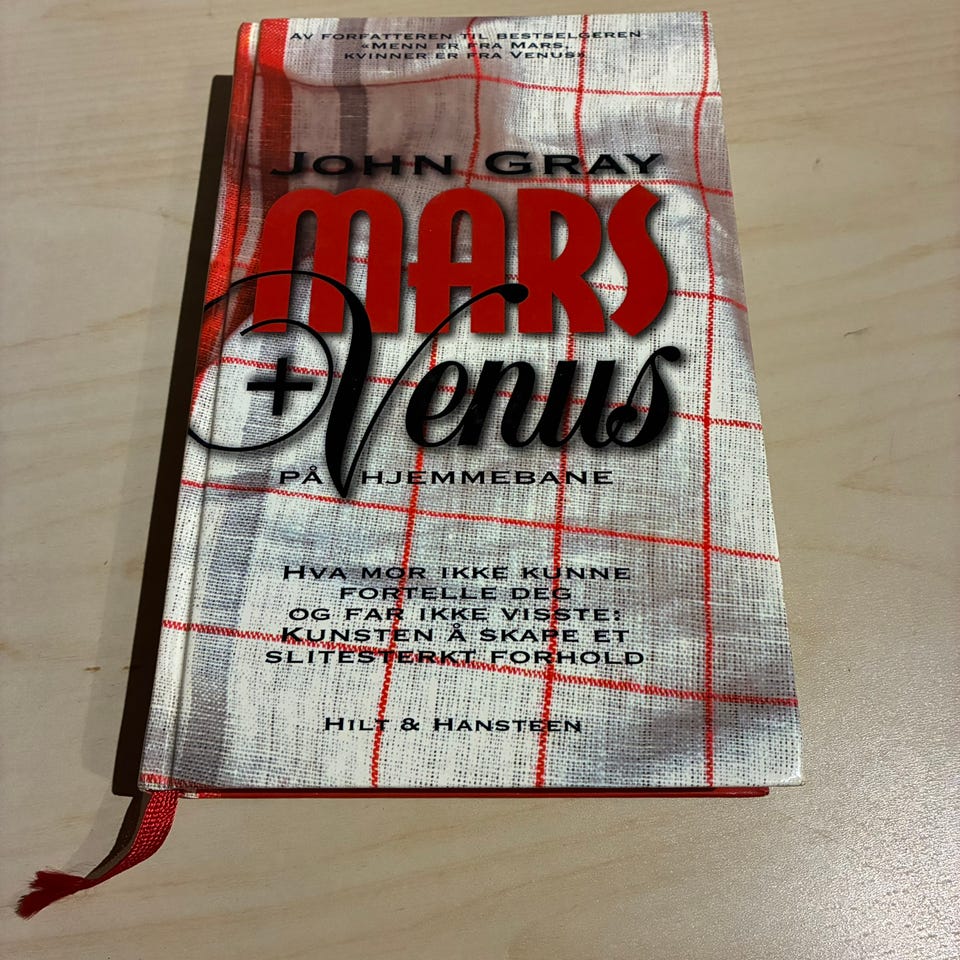 AV FORFATTEREN TIL BESTSELGEREN
«MENN ER FRA MARS,
KVINNER ER FRA VENUS»
JOHN GRAY
MARS
+Venus
PÅ HJEMMEBANE
HVA MOR IKKE KUNNE
FORTELLE DEG
OG FAR IKKE VISSTE:
KUNSTEN Å SKAPE ET
SLITESTERKT FORHOLD
HILT & HANSTEEN